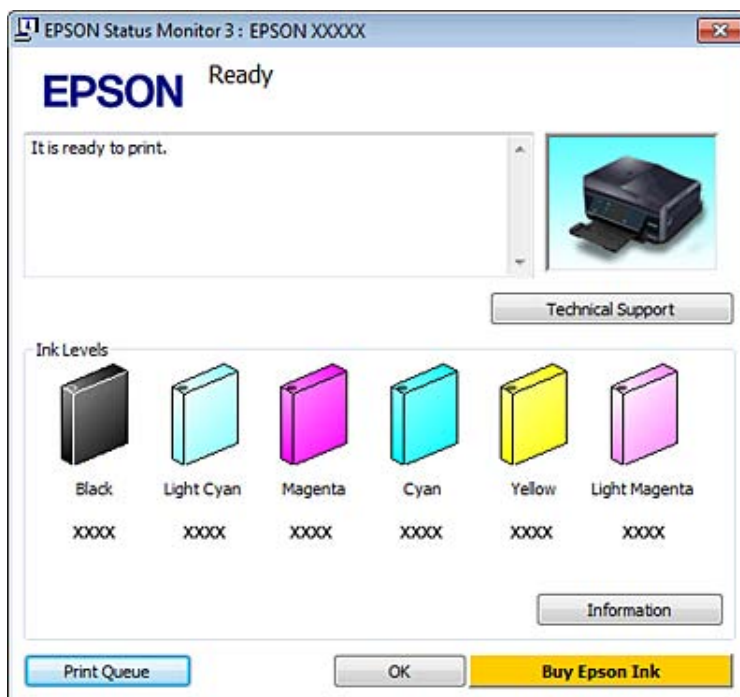 EPSON Status Monitor 3 : EPSON XXXXX
EPSON
Ready
It is ready to print.
Technical Support
Ink Levels
Black Light Cyan Magenta Cyan Yellow Light Magenta
XXXX XXXX XXXX XXXX XXXX XXXX
Information
Print Queue OK Buy Epson Ink